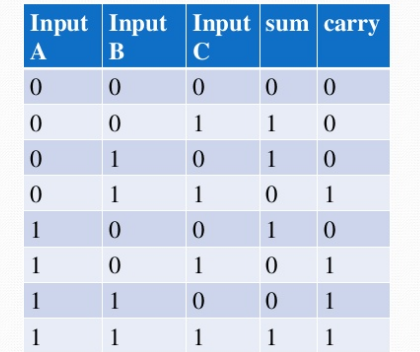 Input A Input B Input C sum carry
0 0 0 0 0
0 0 1 1 0
0 1 0 1 0
0 1 1 0 1
1 0 0 1 0
1 0 1 0 1
1 1 0 0 1
1 1 1 1 1